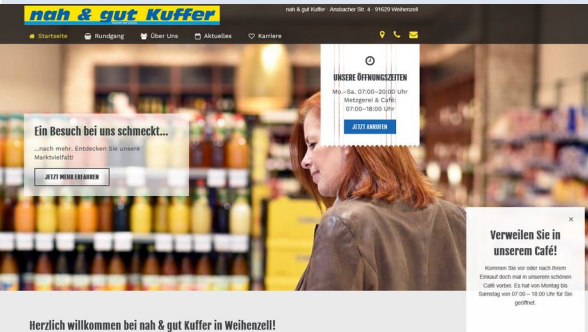 nah & gut Kuffer
nah & gut Kuffer · Ansbacher Str. 4 · 91629 Weihenzell
Startseite
Rundgang
Über Uns
Aktuelles
Karriere
UNSERE ÖFFNUNGSZEITEN
Mo.–Sa. 07:00–20:00 Uhr
Metzgerei & Café:
07:00–18:00 Uhr
JETZT ANRUFEN
Ein Besuch bei uns schmeckt...
...nach mehr. Entdecken Sie unsere
Marktvielfalt!
JETZT MEHR ERFAHREN
Verweilen Sie in
unserem Café!
Kommen Sie vor oder nach Ihrem
Einkauf doch mal in unserem schönen
Café vorbei. Es hat von Montag bis
Samstag von 07:00 – 18:00 Uhr für Sie
geöffnet.
Herzlich willkommen bei nah & gut Kuffer in Weihenzell!